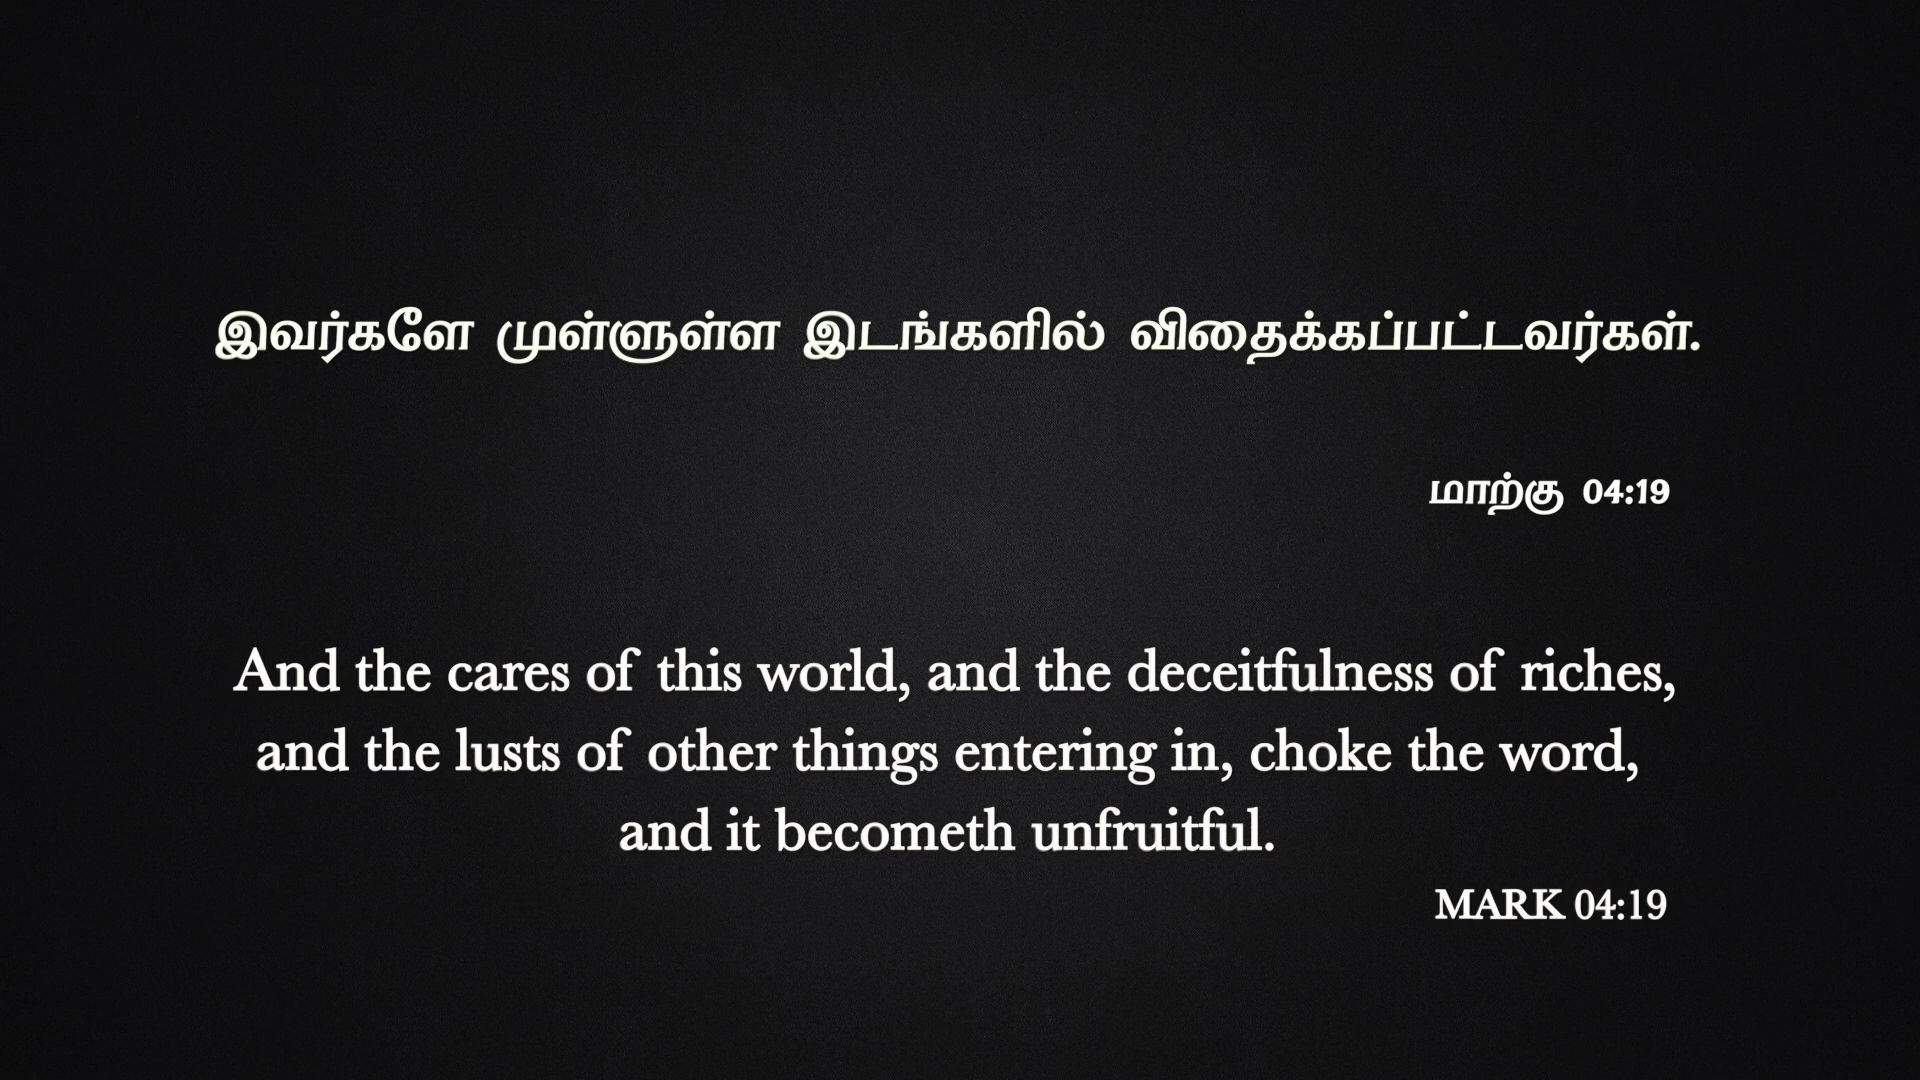 இவர்களே முள்ளுள்ள இடங்களில் விதைக்கப்பட்டவர்கள்.
மாற்கு 04:19
And the cares of this world, and the deceitfulness of riches,
and the lusts of other things entering in, choke the word,
and it becometh unfruitful.
MARK 04:19